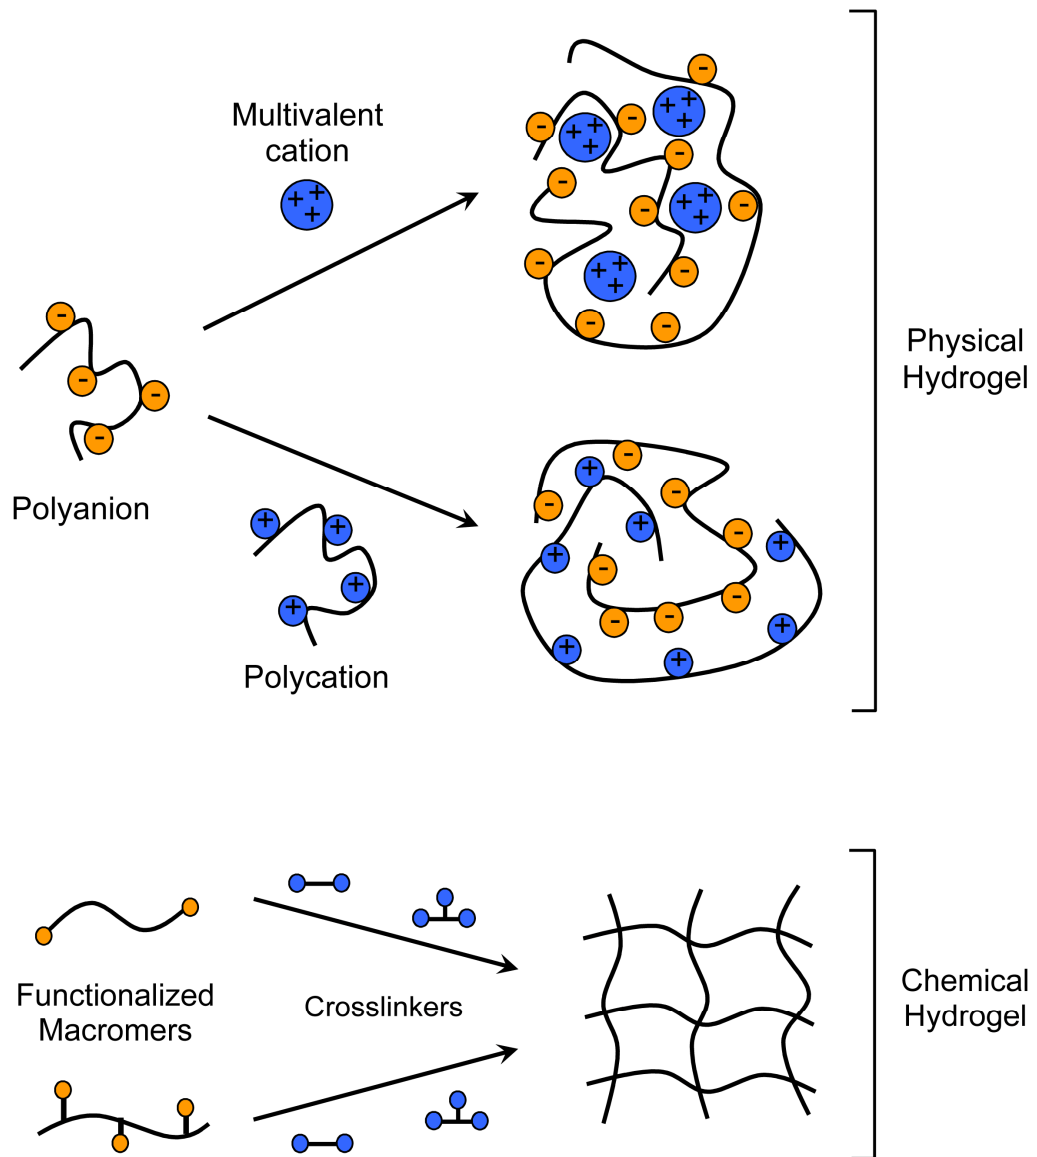 Multivalent
cation
Physical
Hydrogel
Polyanion
Polycation
Functionalized
Macromers
Crosslinkers
Chemical
Hydrogel